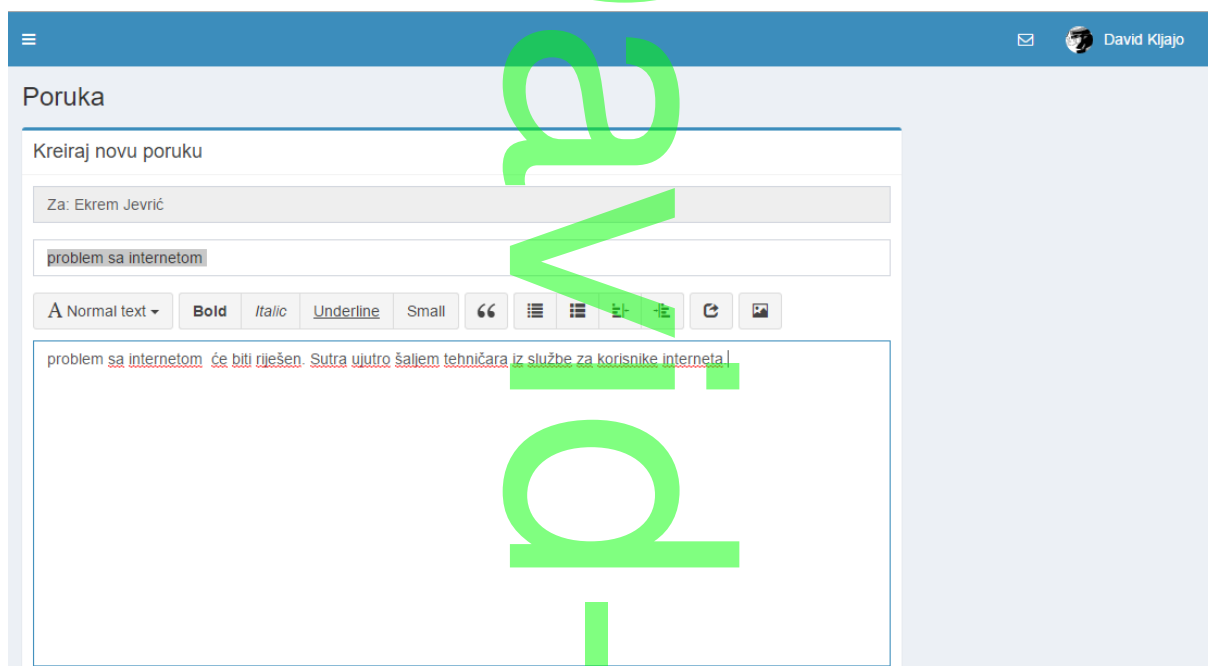 David Kljajo
Poruka
Kreiraj novu poruku
Za: Ekrem Jevrić
problem sa internetom
A Normal text Bold Italic Underline Small
problem sa internetom će biti riješen. Sutra ujutro šaljem tehničara iz službe za korisnike interneta.
avid-